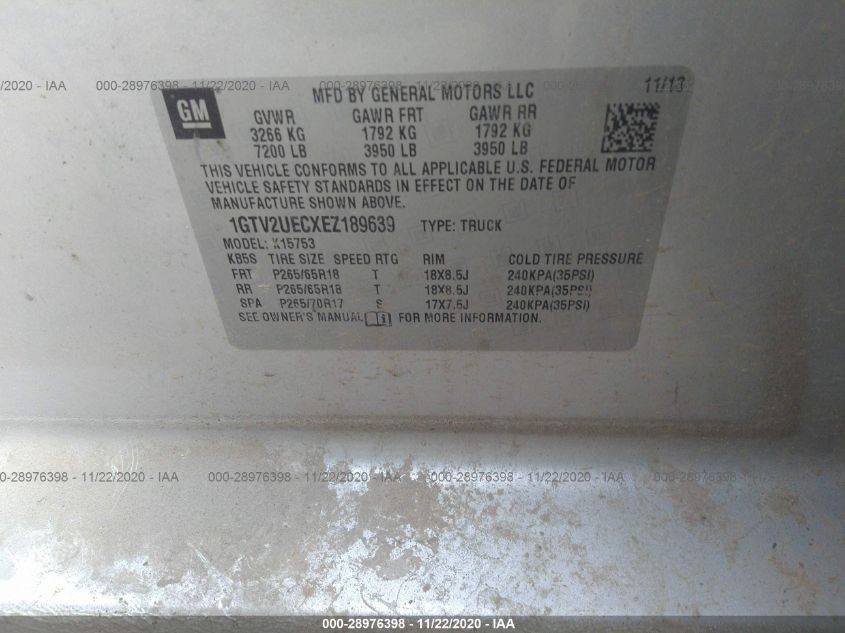 000-28976398 - 11/22/2020 - IAA
GM
MFD BY GENERAL MOTORS LLC
11/13
GVWR GAWR FRT GAWR RR
3266 KG 1792 KG 1792 KG
7200 LB 3950 LB 3950 LB
THIS VEHICLE CONFORMS TO ALL APPLICABLE U.S. FEDERAL MOTOR
VEHICLE SAFETY STANDARDS IN EFFECT ON THE DATE OF
MANUFACTURE SHOWN ABOVE.
1GTV2UECXEZ189639 TYPE: TRUCK
MODEL: K15753
KB5S TIRE SIZE SPEED RTG RIM COLD TIRE PRESSURE
FRT P265/65R18 T 18X8.5J 240KPA(35PSI)
RR P265/65R18 T 18X8.5J 240KPA(35PSI)
SPA P265/70R17 S 17X7.5J 240KPA(35PSI)
SEE OWNER'S MANUAL FOR MORE INFORMATION.
0-28976398 - 11/22/2020 - IAA 000-28976398 - 11/22/2020 - IAA 000-28976398 - 11/22/2020 - IAA 000-28976398 - 1
000-28976398 - 11/22/2020 - IAA